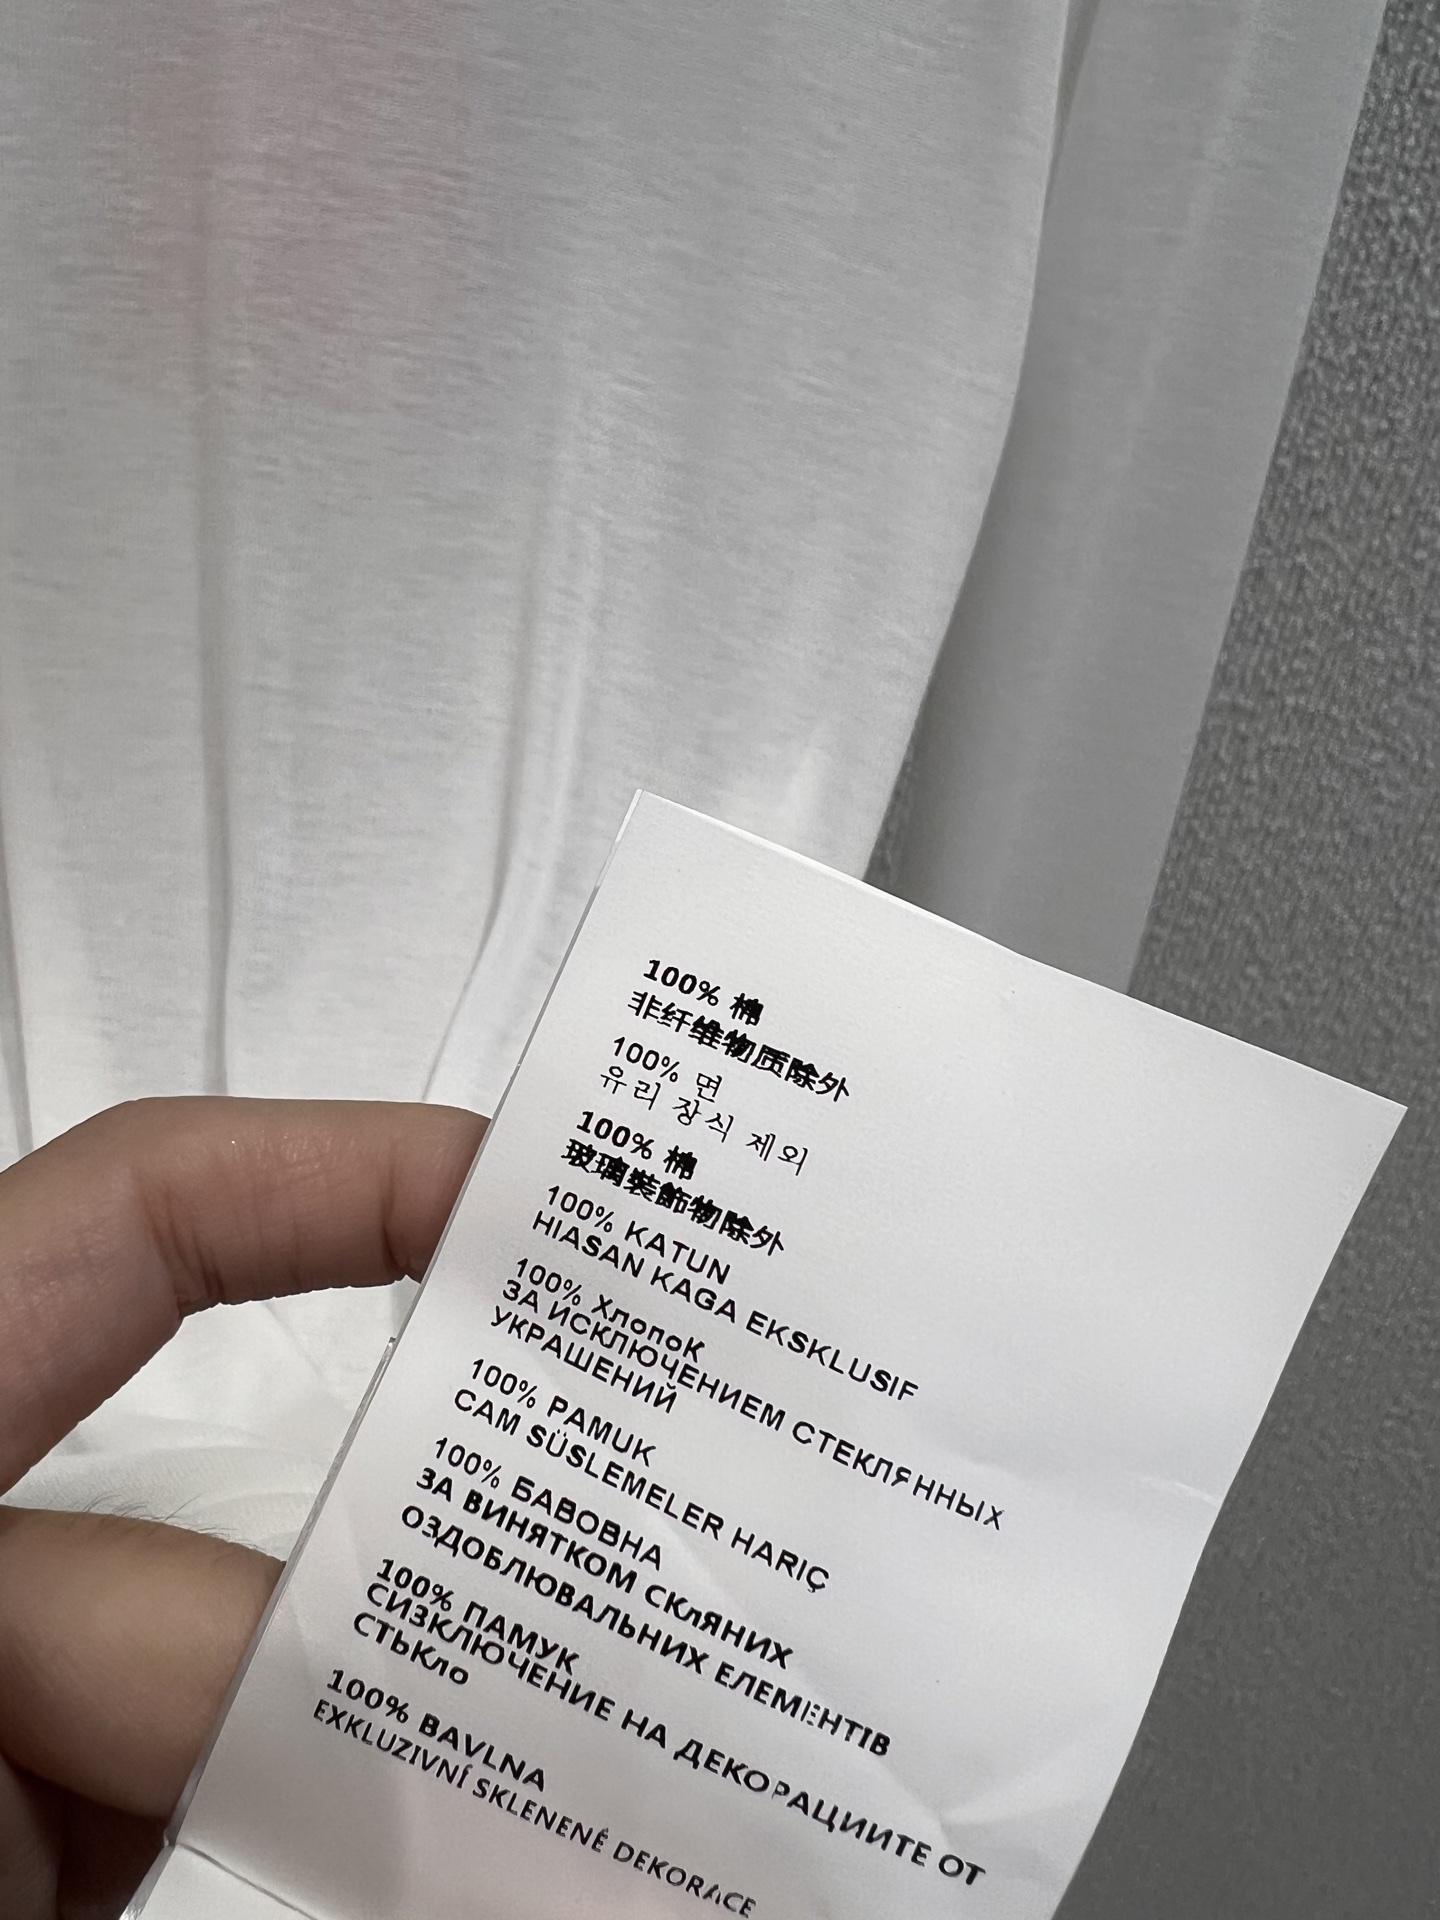 100% 棉
非纤维物质除外
100% 면
유리 장식 제외
100% 棉
玻璃裝飾物除外
100% KATUN
HIASAN KAGA EKSKLUSIF
100% ХлопоК
ЗА ИСКЛЮЧЕНИЕМ СТЕКЛЯННЫХ
УКРАШЕНИЙ
100% PAMUK
CAM SÜSLEMELER HARIÇ
100% БАВОВНА
ЗА ВИНЯТКОМ СКлЯНИХ
ОЗДОБЛЮВАЛЬНИХ ЕЛЕМЕНТІВ
100% ПАМУК
СИЗКЛЮЧЕНИЕ НА ДЕКОРАЦИИТЕ ОТ
СТЬКло
100% BAVLNA
EXKLUZIVNÍ SKLENENÉ DEKORACE